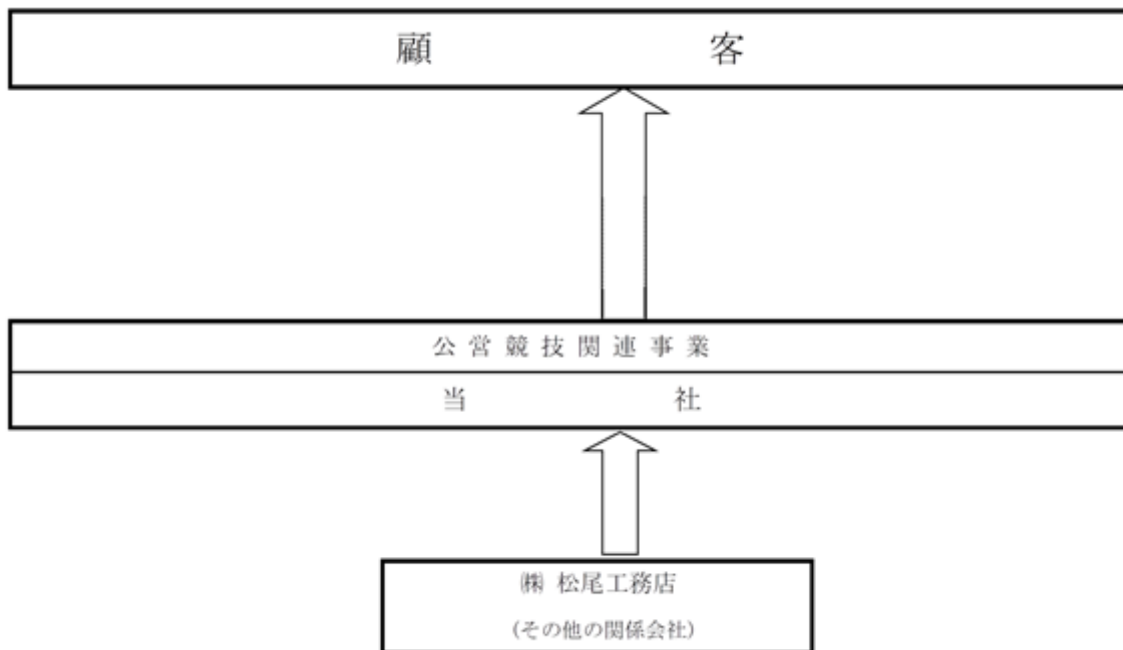 顧客
公営競技関連事業
当社
㈱ 松尾工務店
(その他の関係会社)